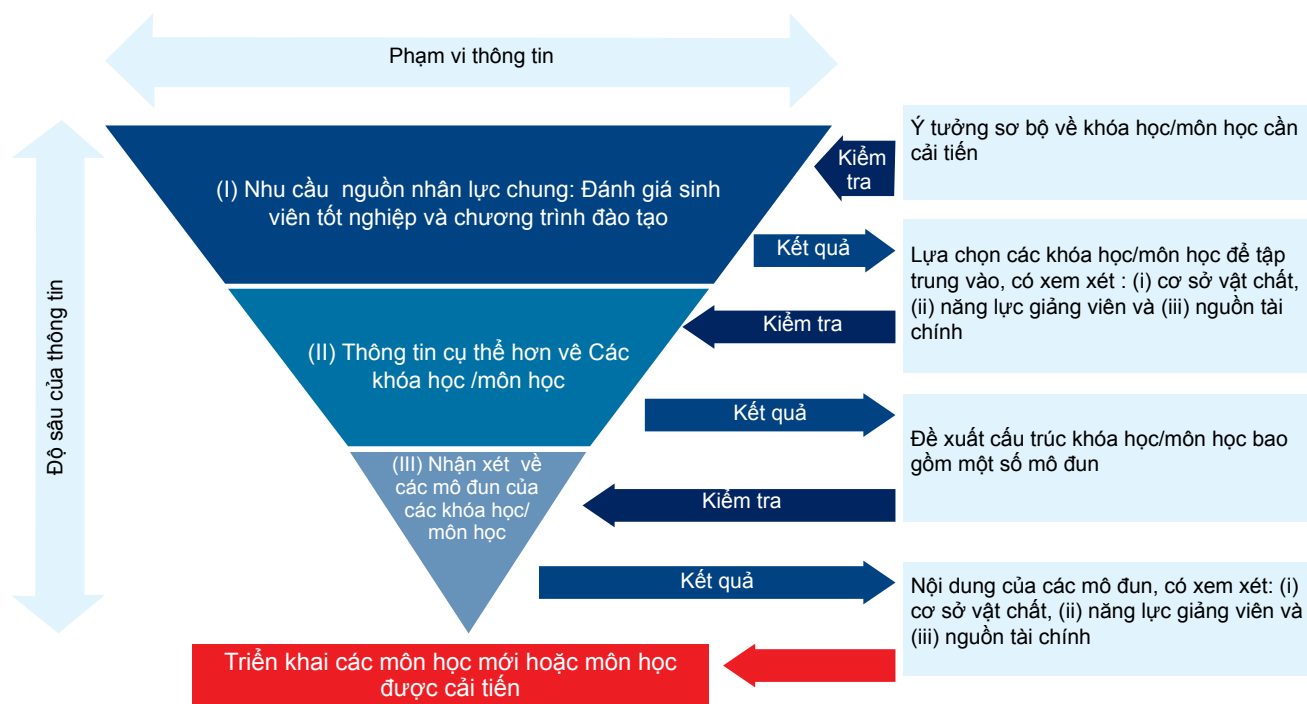 Phạm vi thông tin
Độ sâu của thông tin
(I) Nhu cầu  nguồn nhân lực chung: Đánh giá sinh
viên tốt nghiệp và chương trình đào tạo
Kiểm
tra
Ý tưởng sơ bộ về khóa học/môn học cần
cải tiến
Kết quả
Lựa chọn các khóa học/môn học để tập
trung vào, có xem xét : (i) cơ sở vật chất,
(ii) năng lực giảng viên và (iii) nguồn tài
chính
Kiểm tra
(II) Thông tin cụ thể hơn vê Các
khóa học /môn học
Kết quả
Đề xuất cấu trúc khóa học/môn học bao
gồm một số mô đun
(III) Nhận xét  về
các mô đun của
các khóa học/
môn học
Kiểm tra
Kết quả
Nội dung của các mô đun, có xem xét: (i)
cơ sở vật chất, (ii) năng lực giảng viên và
(iii) nguồn tài chính
Triển khai các môn học mới hoặc môn học
được cải tiến